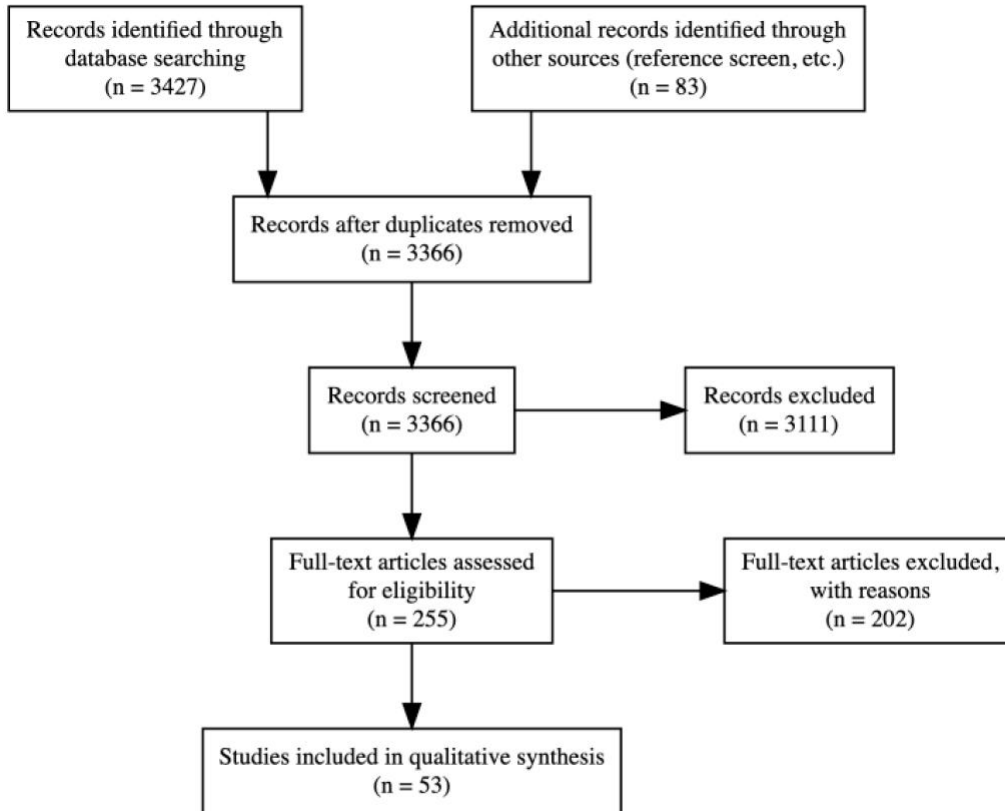 Records identified through
database searching
(n = 3427)
Additional records identified through
other sources (reference screen, etc.)
(n = 83)
Records after duplicates removed
(n = 3366)
Records screened
(n = 3366)
Records excluded
(n = 3111)
Full-text articles assessed
for eligibility
(n = 255)
Full-text articles excluded,
with reasons
(n = 202)
Studies included in qualitative synthesis
(n = 53)